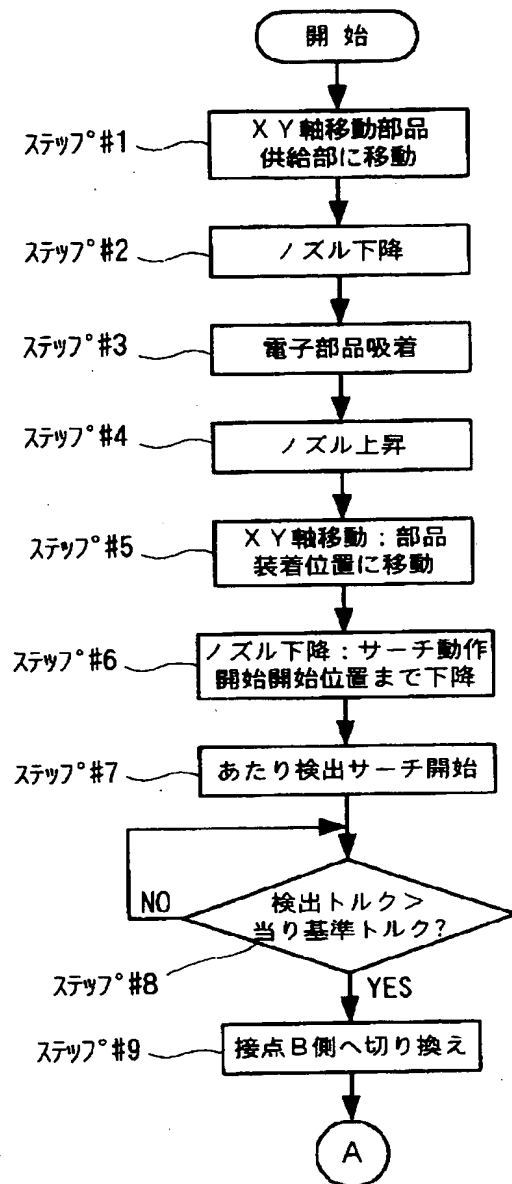 開始
ステップ#1
XY軸移動部品
供給部に移動
ステップ#2
ノズル下降
ステップ#3
電子部品吸着
ステップ#4
ノズル上昇
ステップ#5
XY軸移動:部品
装着位置に移動
ステップ#6
ノズル下降:サーチ動作
開始開始位置まで下降
ステップ#7
あたり検出サーチ開始
検出トルク>
当り基準トルク?
NO
ステップ#8
YES
ステップ#9
接点B側へ切り換え
A